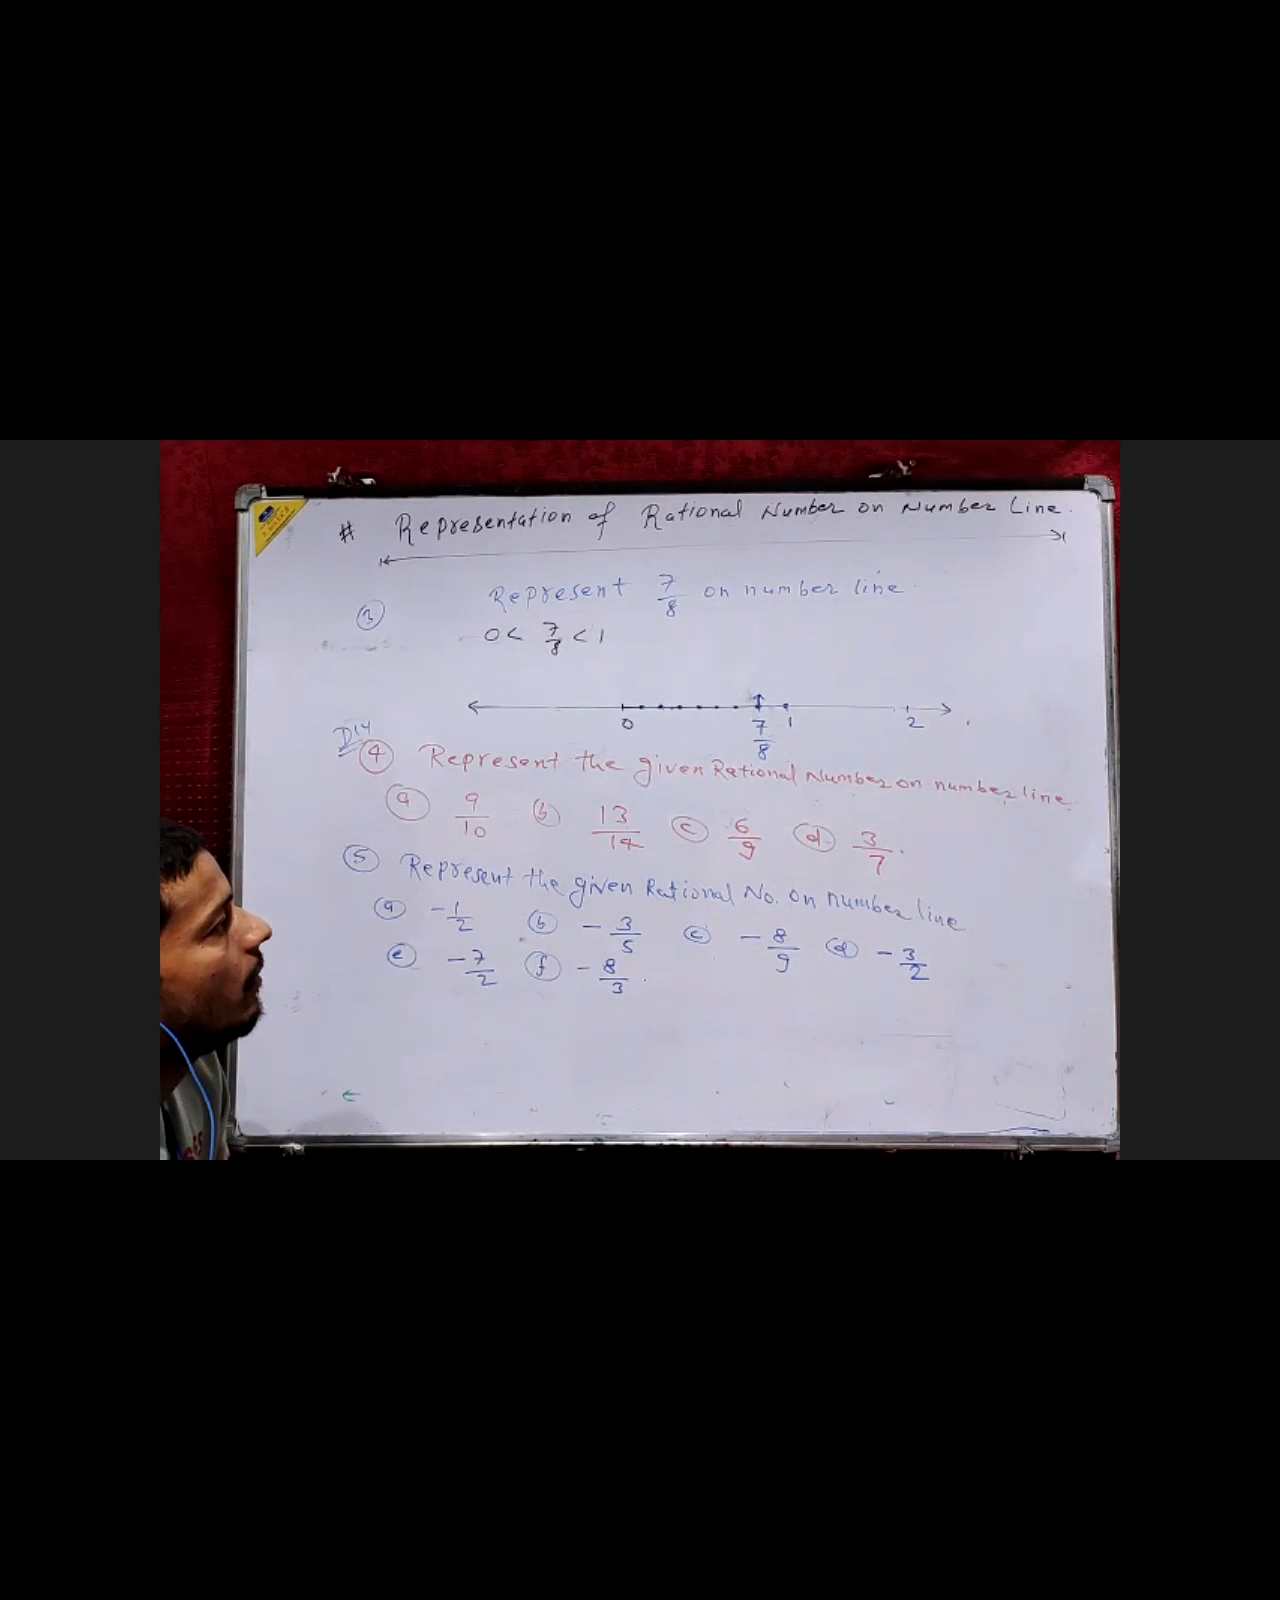 # Representation of Rational Number on Number Line.
3 Represent 7/8 on number line.
0 < 7/8 < 1
0 7/8 1 2
D14
4 Represent the given Rational Number on number line
a 9/10 b 13/14 c 6/9 d 3/7.
5 Represent the given Rational No. on number line
a -1/2 b -3/5 c -8/9 d -3/2
e -7/2 f -8/3.